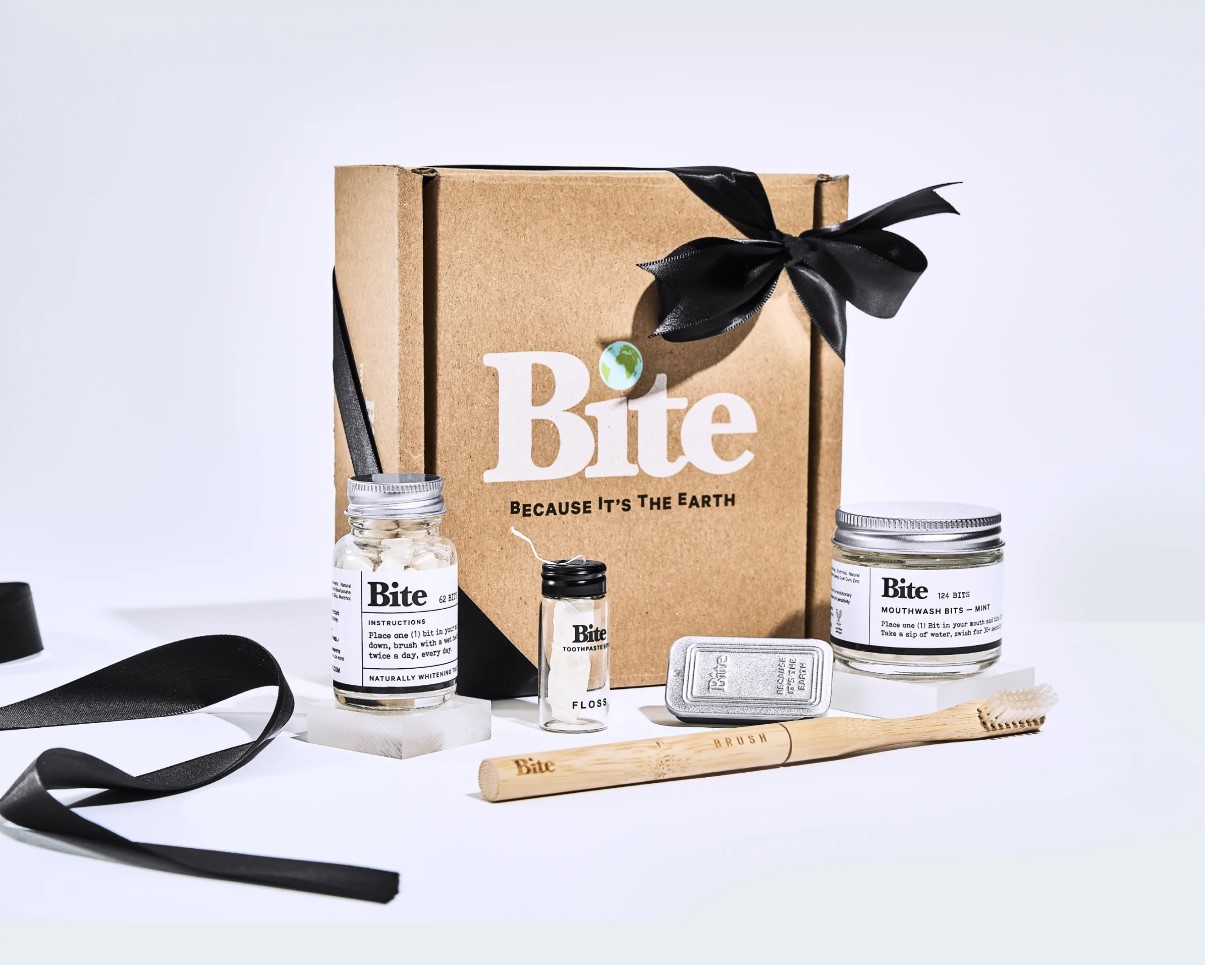 Bite
BECAUSE IT'S THE EARTH
Bite 62 BITS
INSTRUCTIONS
Place one (1) bit in your
down, brush with a wet
twice a day, every day.
NATURALLY WHITENING
Bite
TOOTHPASTE
FLOSS
Bite
BECAUSE
IT'S THE
EARTH
Bite 124 BITS
MOUTHWASH BITS — MINT
Place one (1) Bit in your mouth and
Take a sip of water, swish for 30+
Bite BRUSH